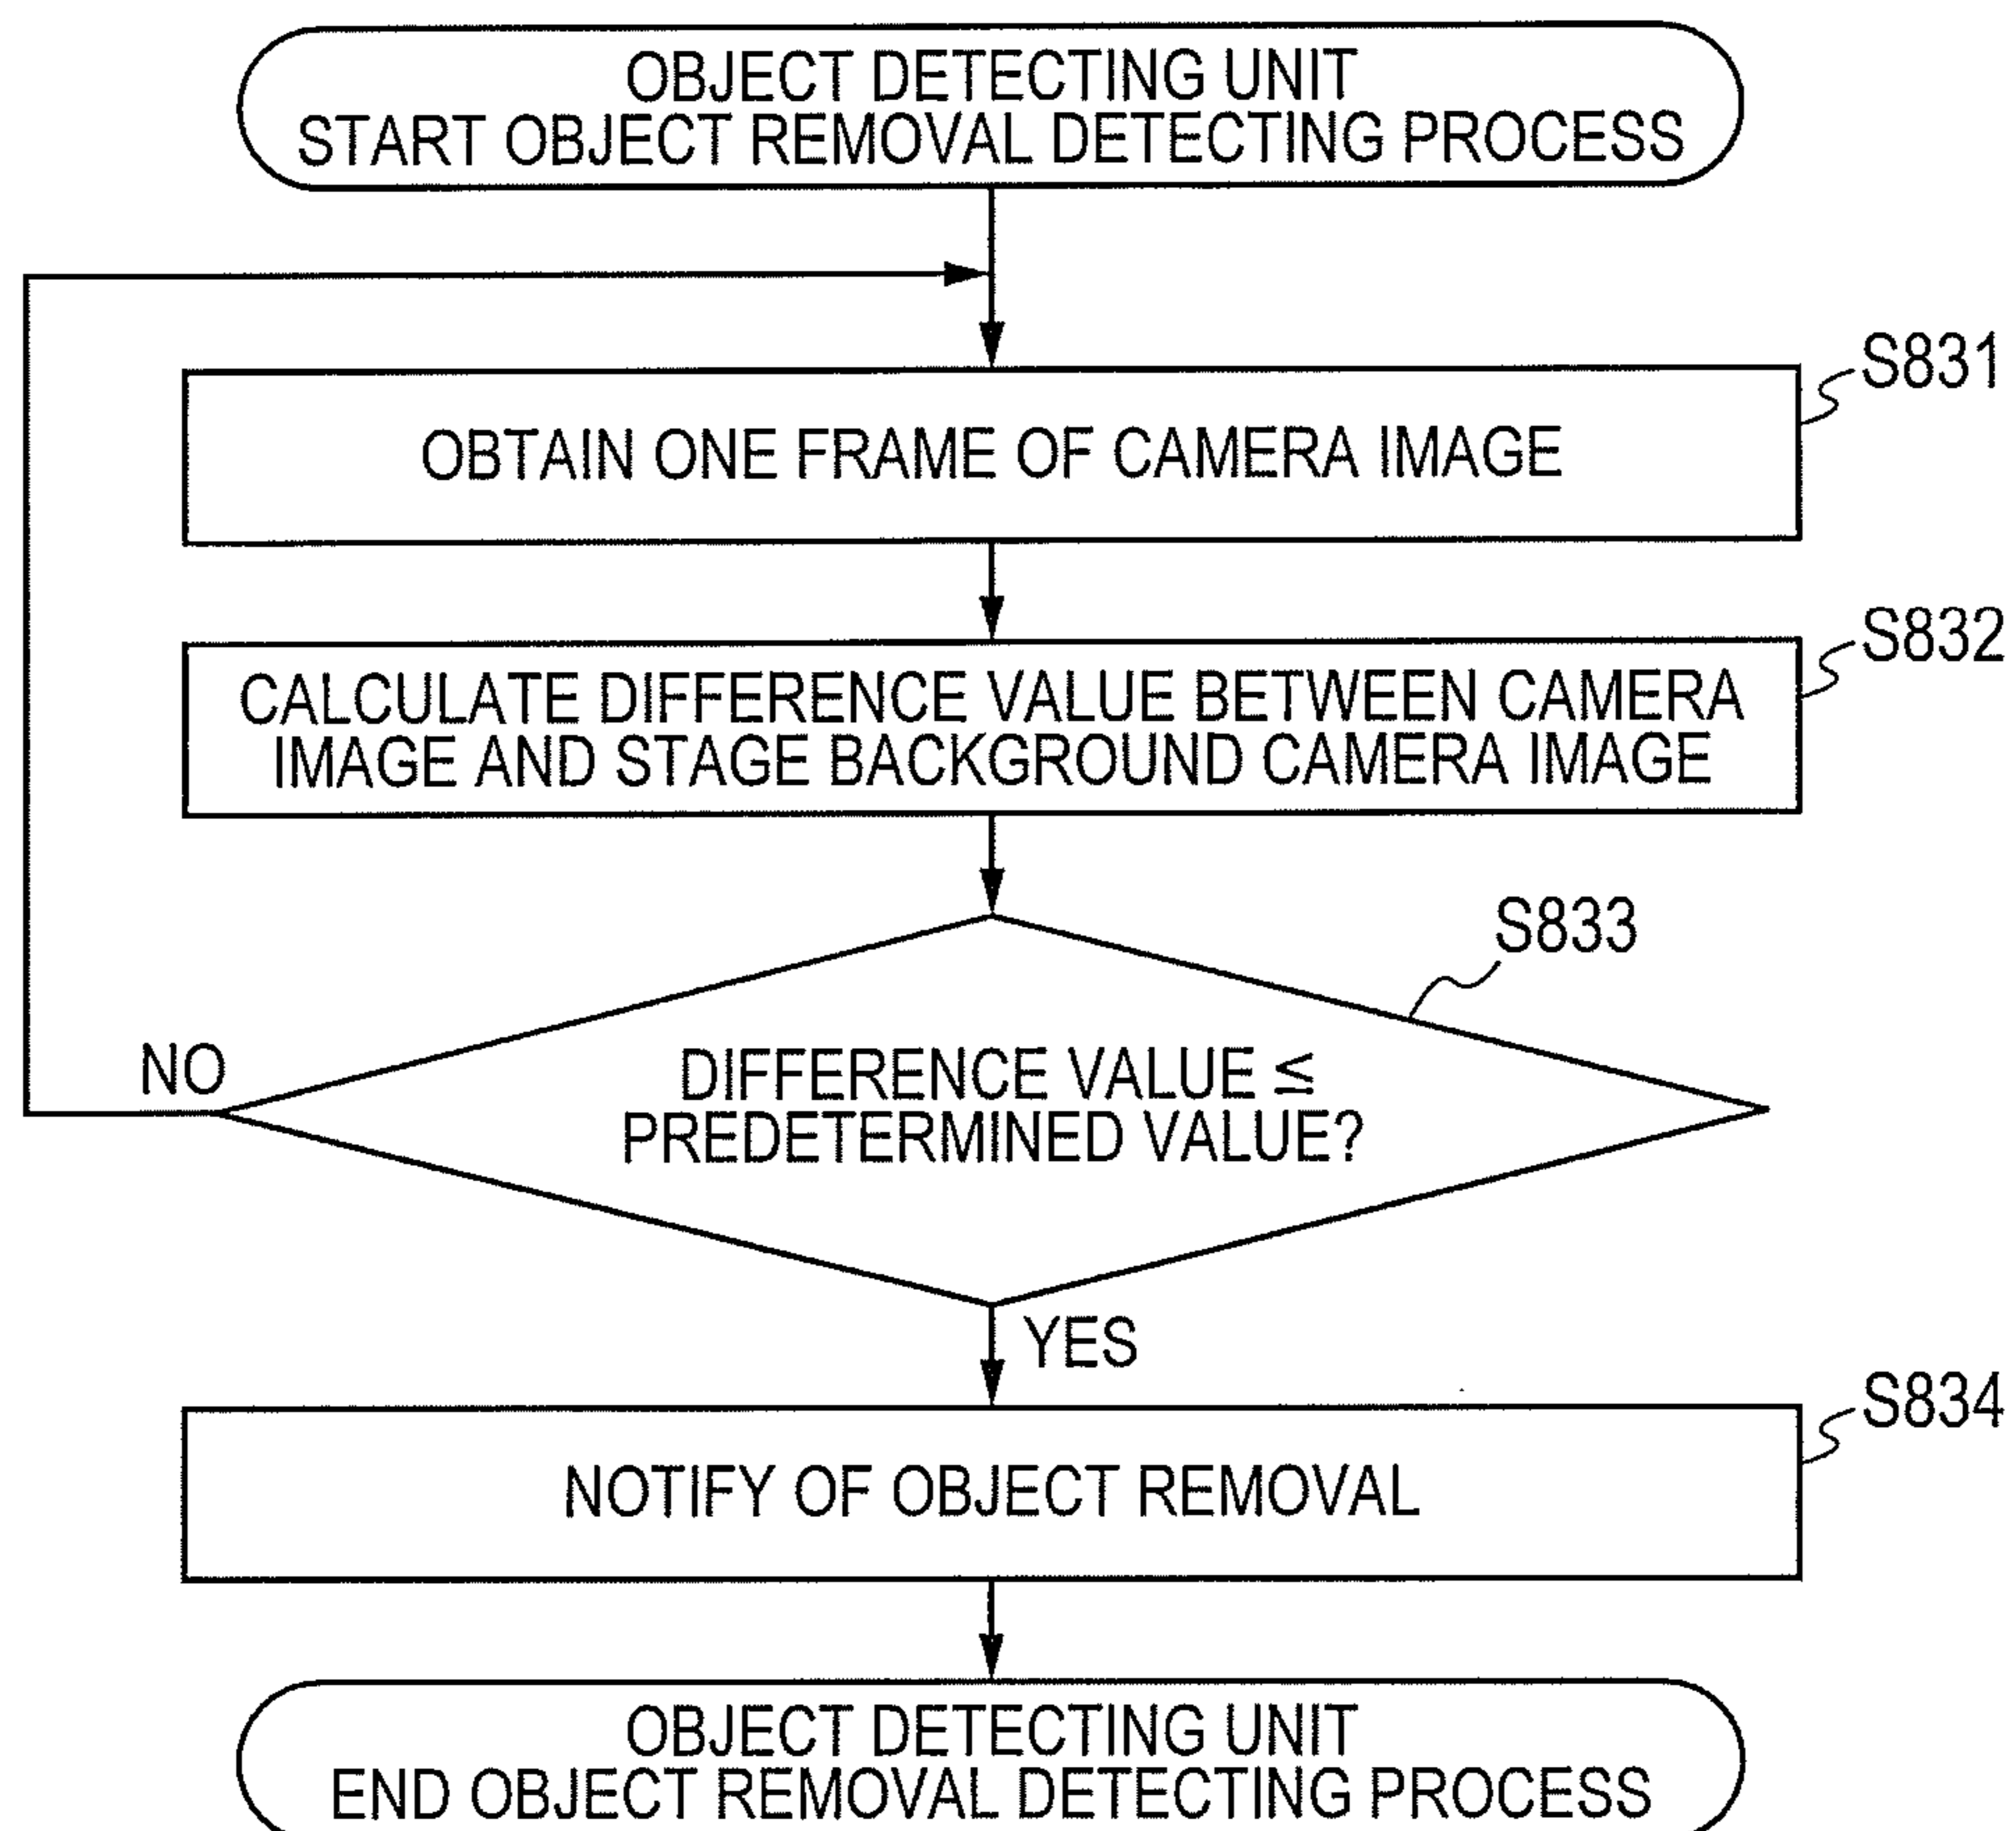 OBJECT DETECTING UNIT
START OBJECT REMOVAL DETECTING PROCESS
S831
OBTAIN ONE FRAME OF CAMERA IMAGE
S832
CALCULATE DIFFERENCE VALUE BETWEEN CAMERA
IMAGE AND STAGE BACKGROUND CAMERA IMAGE
S833
NO
DIFFERENCE VALUE ≤
PREDETERMINED VALUE?
YES
S834
NOTIFY OF OBJECT REMOVAL
OBJECT DETECTING UNIT
END OBJECT REMOVAL DETECTING PROCESS